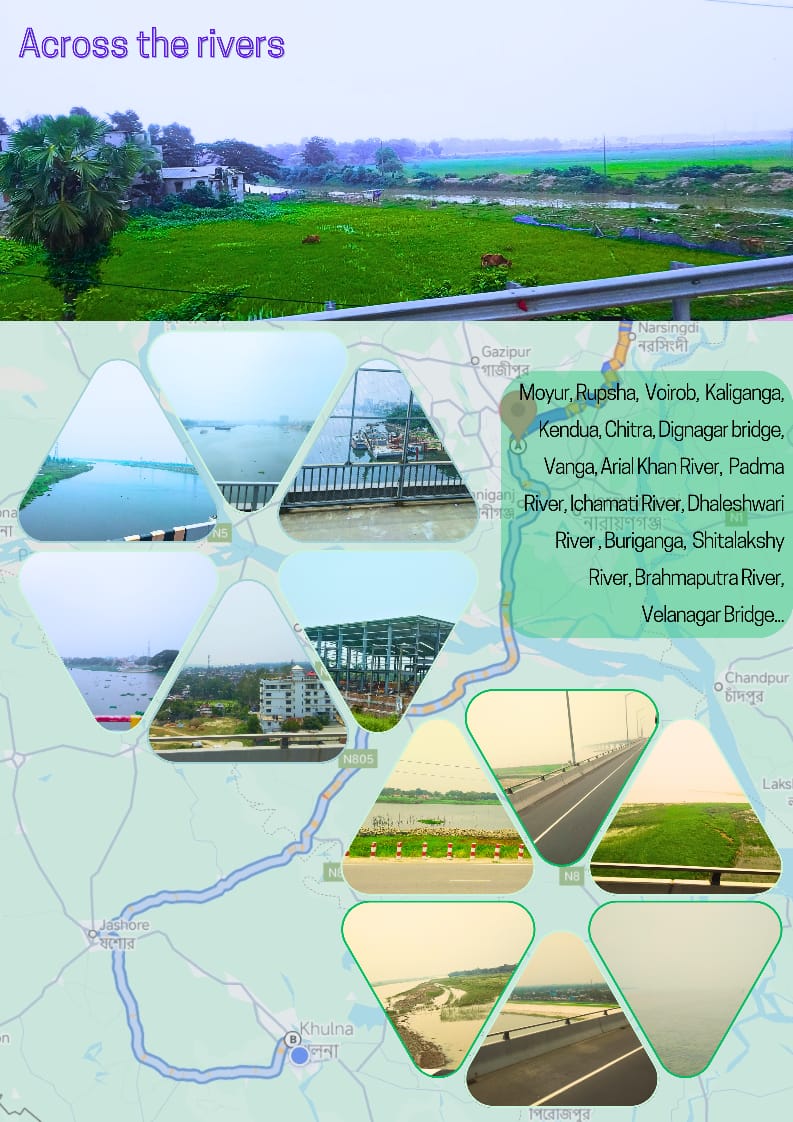 Across the rivers
Narsingdi
নরসিংদী
Gazipur
গাজীপুর
Moyur, Rupsha, Voirob, Kaliganga,
Kendua, Chitra, Dignagar bridge,
Vanga, Arial Khan River, Padma
River, Ichamati River, Dhaleshwari
River , Buriganga, Shitalakshy
River, Brahmaputra River,
Velanagar Bridge...
A
নারায়ণগঞ্জ
N1
N5
Chandpur
চাঁদপুর
N805
N8
N8
Jashore
যশোর
B
Khulna
পিরোজপুর